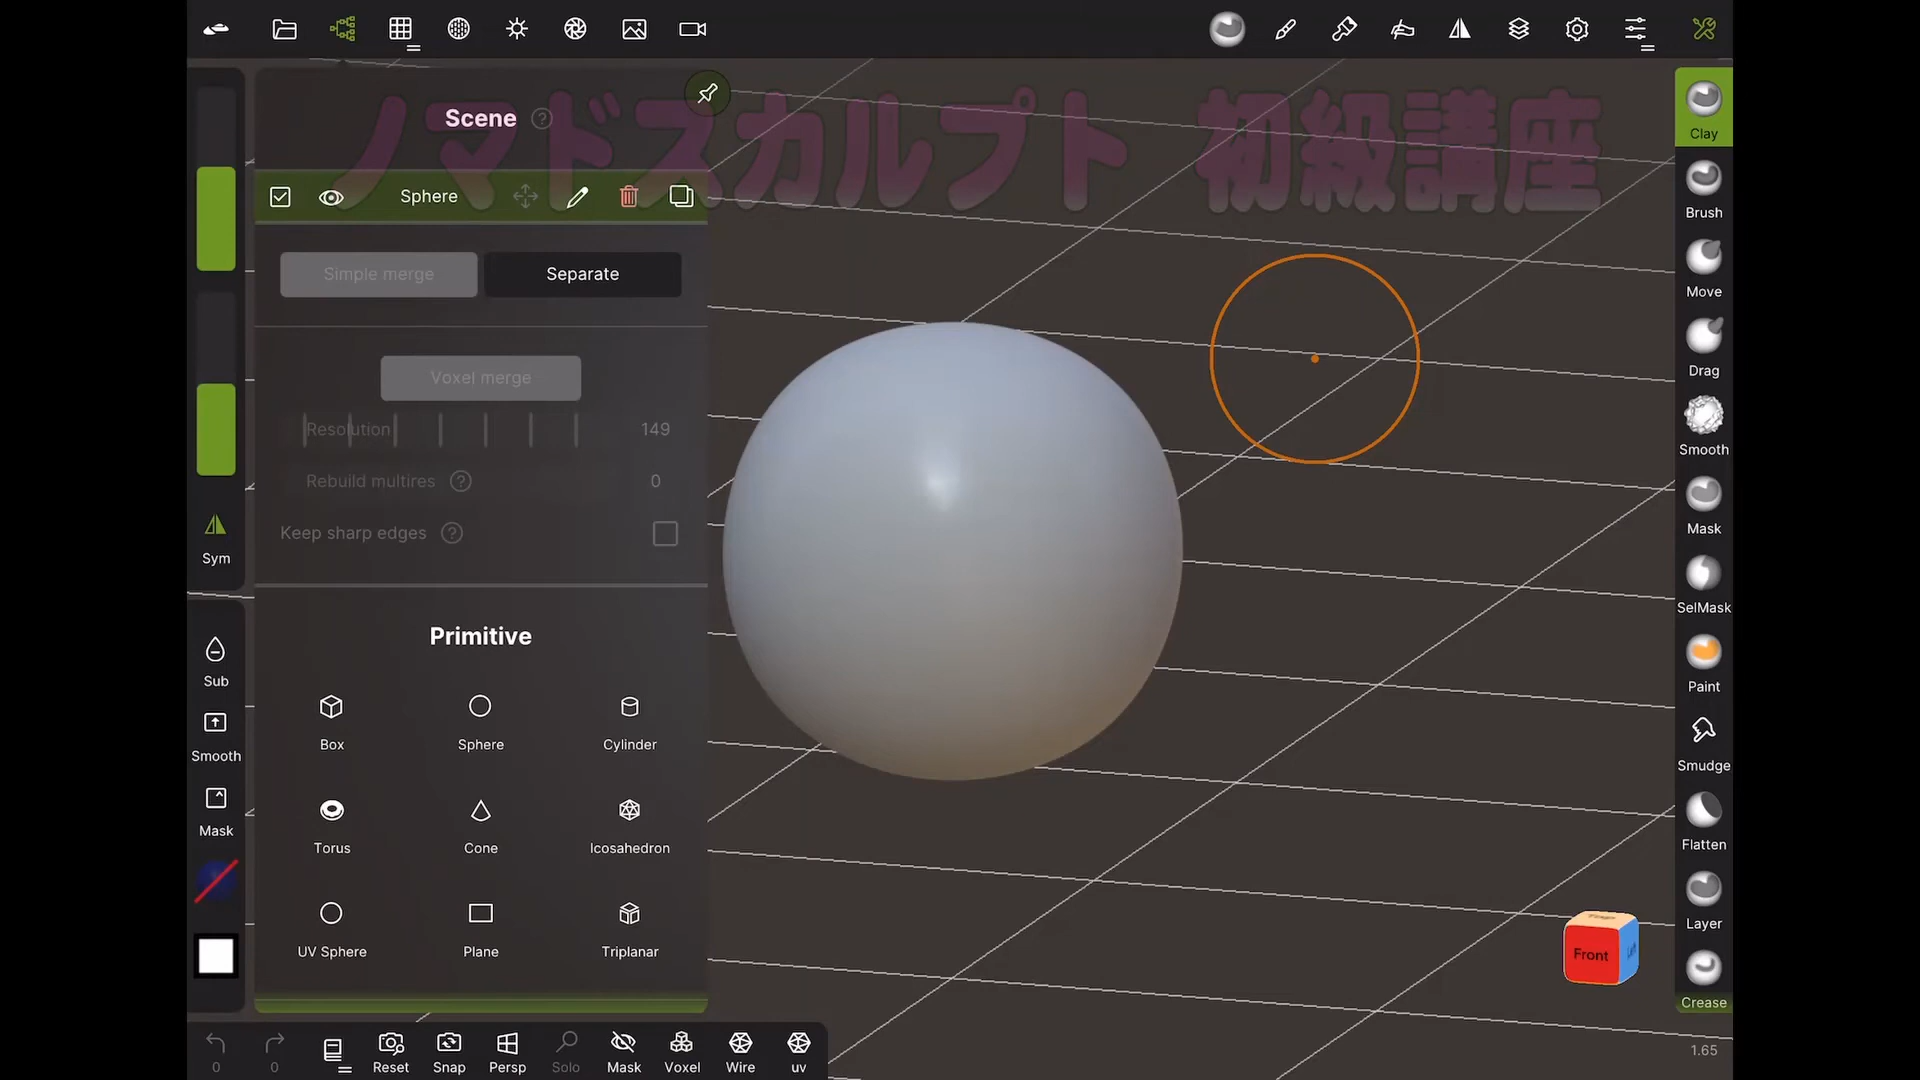 ノマドスカルプト 初級講座
Scene
Sphere
Simple merge
Separate
Voxel merge
Resolution
149
Rebuild multires
0
Keep sharp edges
Primitive
Box
Sphere
Cylinder
Torus
Cone
Icosahedron
UV Sphere
Plane
Triplanar
Sym
Sub
Smooth
Mask
Clay
Brush
Move
Drag
Smooth
Mask
SelMask
Paint
Smudge
Flatten
Layer
Crease
Front
Left
0
0
Reset
Snap
Persp
Solo
Mask
Voxel
Wire
uv
1.65